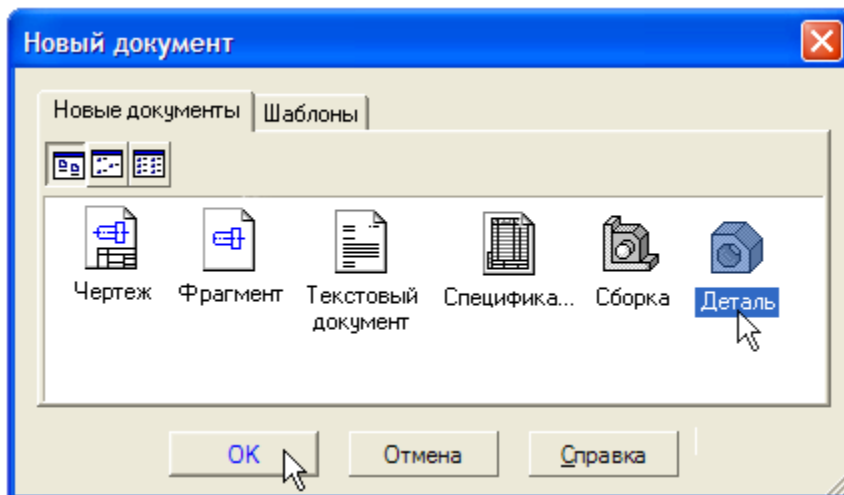 Новый документ
Новые документы Шаблоны
Чертеж Фрагмент Текстовый документ Специфика... Сборка Деталь
OK Отмена Справка